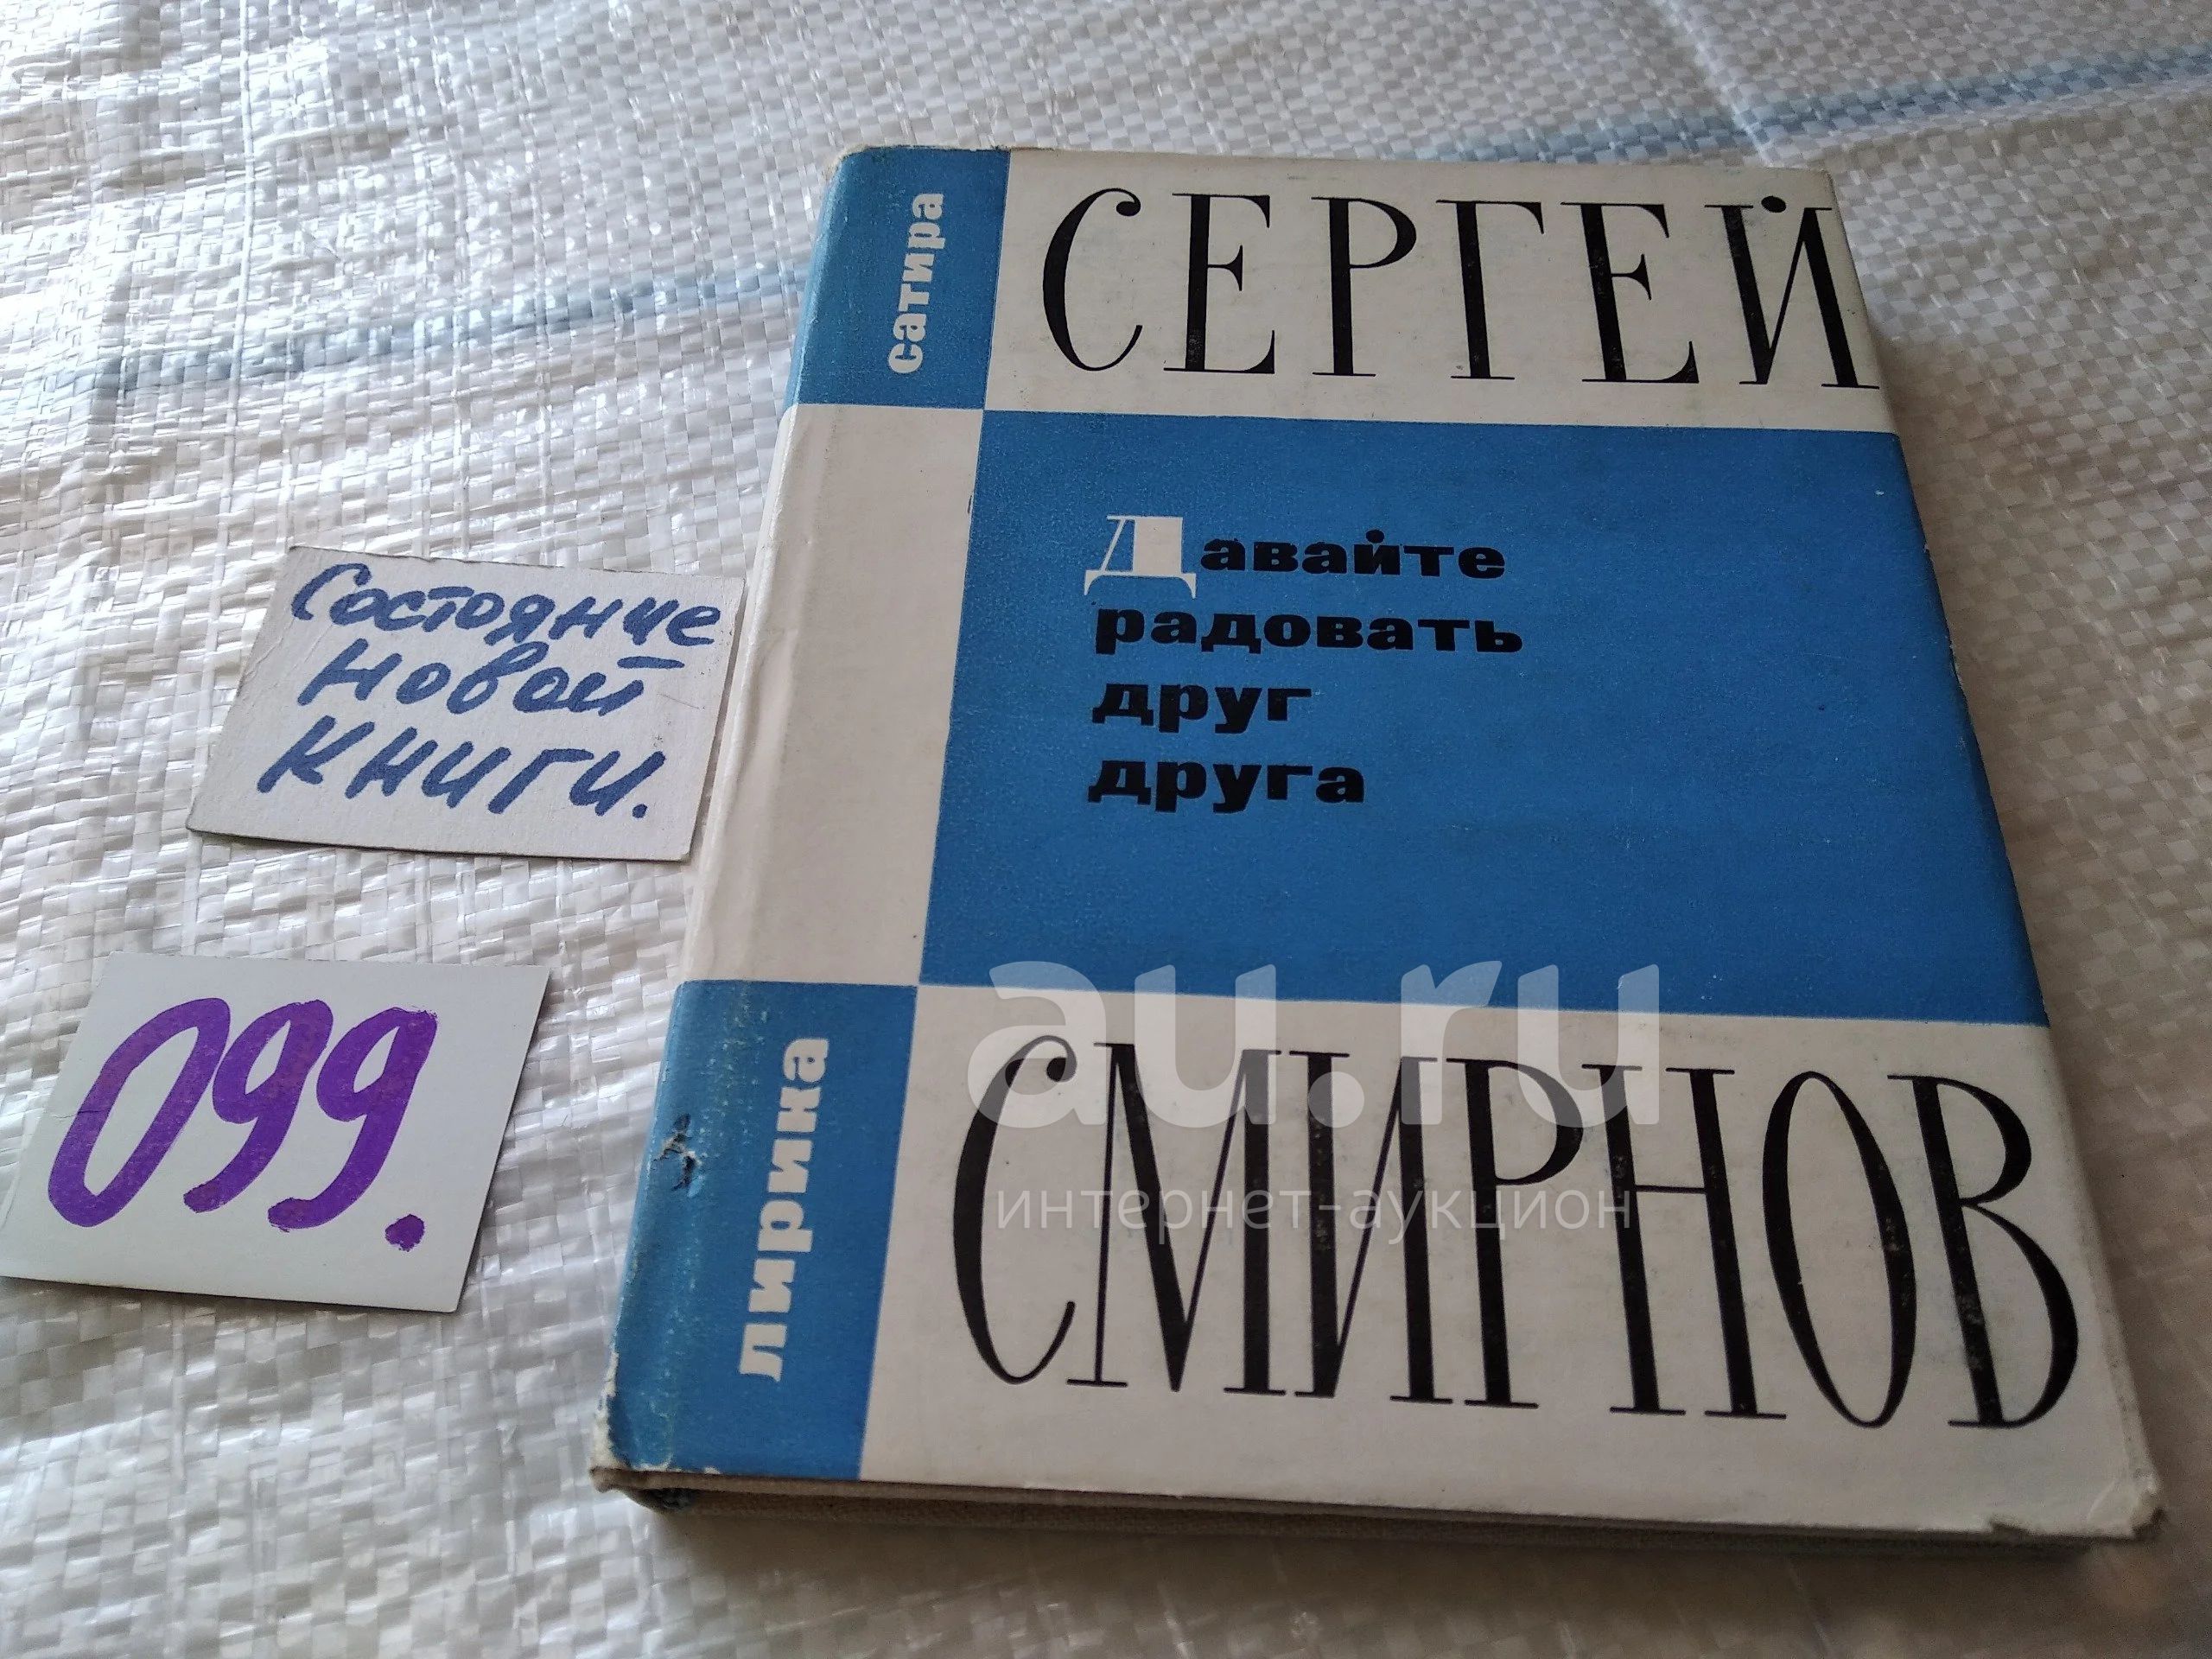 сатира
СЕРГЕЙ
Давайте
радовать
друг
друга
Состояние
новой
книги.
099.
лирика
СМИРНОВ
au.ru
интернет-аукцион